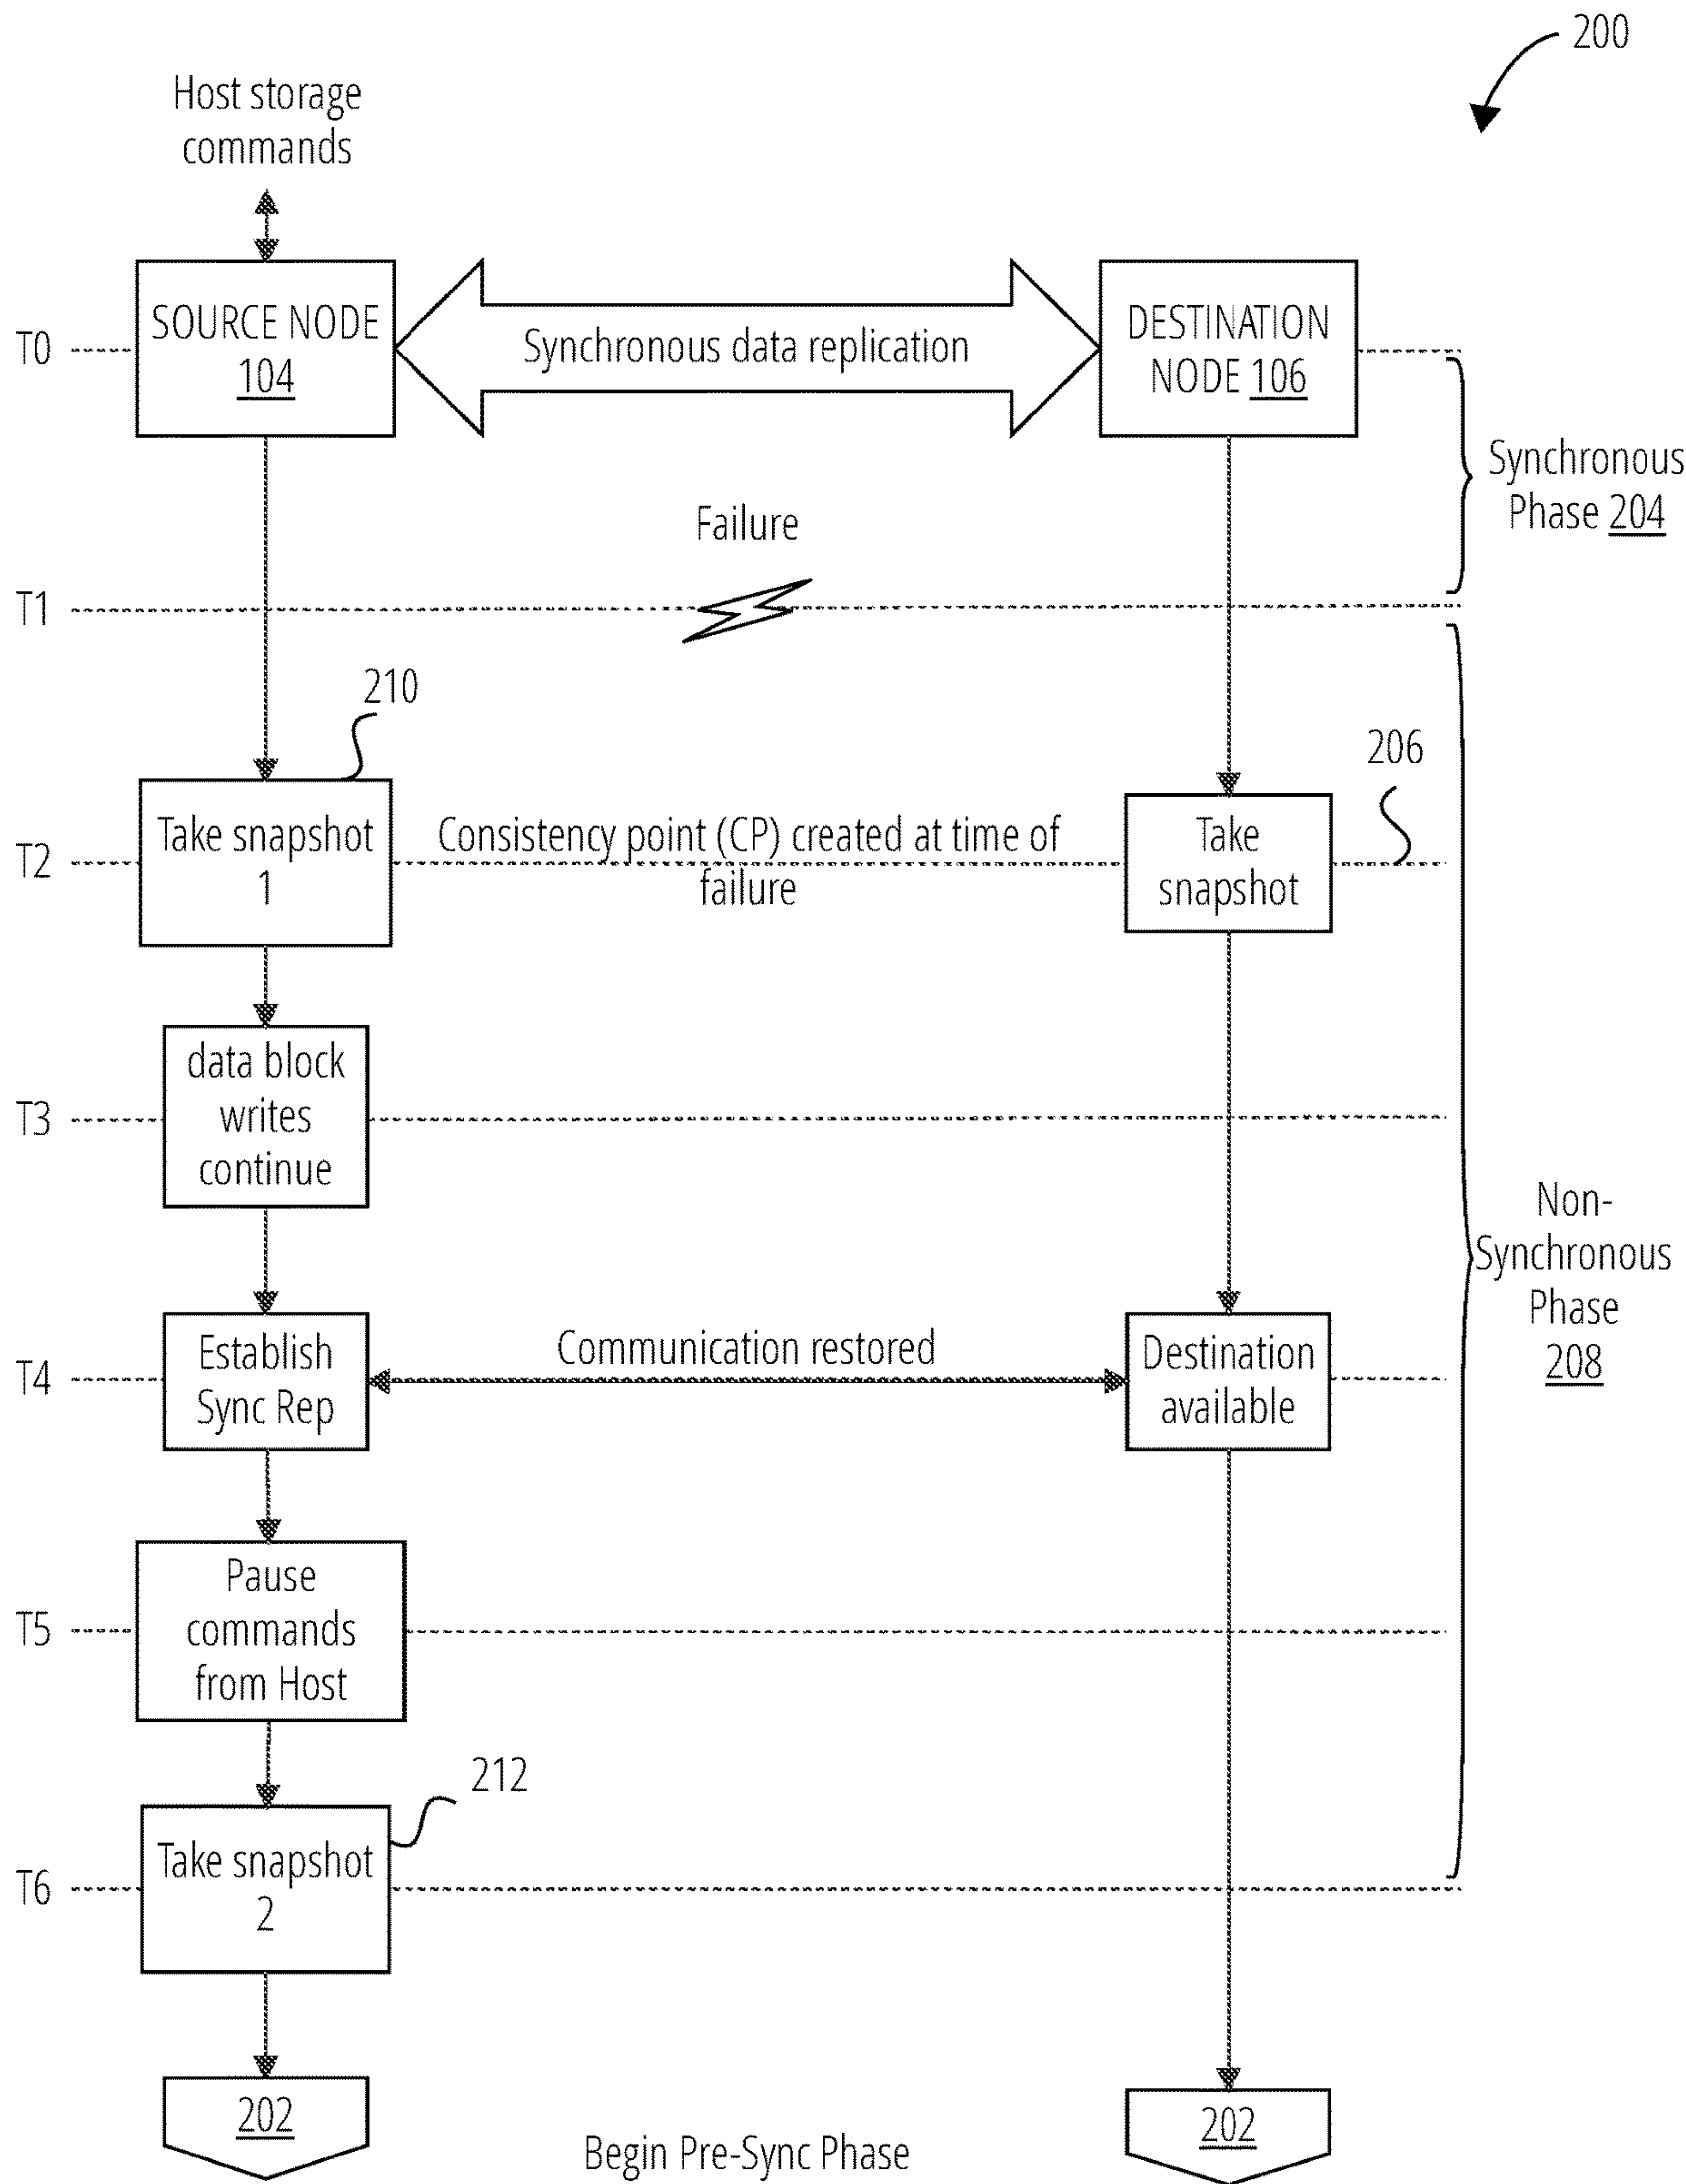 200
Host storage
commands
T0
SOURCE NODE
104
Synchronous data replication
DESTINATION
NODE 106
Synchronous
Phase 204
Failure
T1
210
206
T2
Take snapshot
1
Consistency point (CP) created at time of
failure
Take
snapshot
T3
data block
writes
continue
Non-
Synchronous
Phase
208
T4
Establish
Sync Rep
Communication restored
Destination
available
T5
Pause
commands
from Host
212
T6
Take snapshot
2
202
Begin Pre-Sync Phase
202